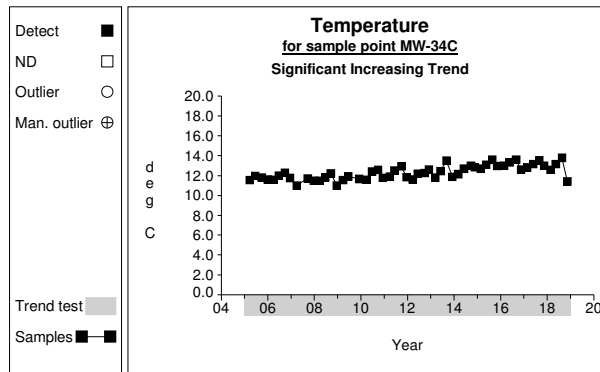 Detect
ND
Outlier
Man. outlier
Trend test
Samples
Temperature
for sample point MW-34C
Significant Increasing Trend
deg C
20.0
18.0
16.0
14.0
12.0
10.0
8.0
6.0
4.0
2.0
0.0
04 06 08 10 12 14 16 18 20
Year